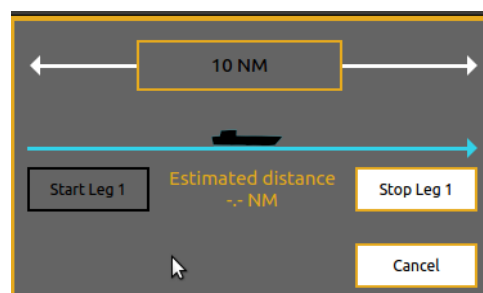 10 NM
Start Leg 1
Estimated distance
-.- NM
Stop Leg 1
Cancel